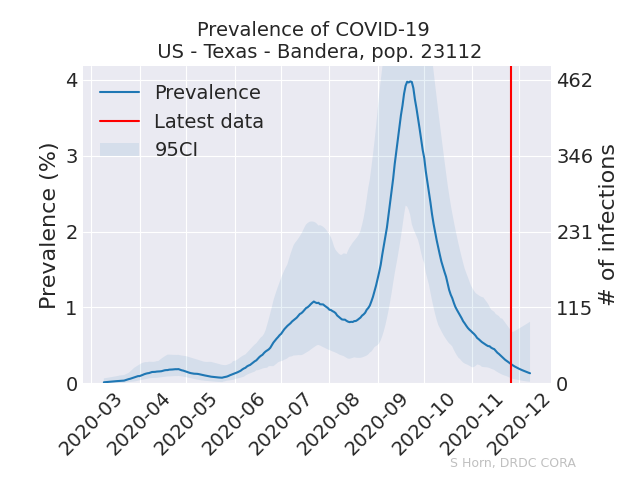 Prevalence of COVID-19
US - Texas - Bandera, pop. 23112
Prevalence
Latest data
95CI
Prevalence (%)
4
3
2
1
0
462
346
231
115
0
# of infections
2020-03
2020-04
2020-05
2020-06
2020-07
2020-08
2020-09
2020-10
2020-11
2020-12
S Horn, DRDC CORA